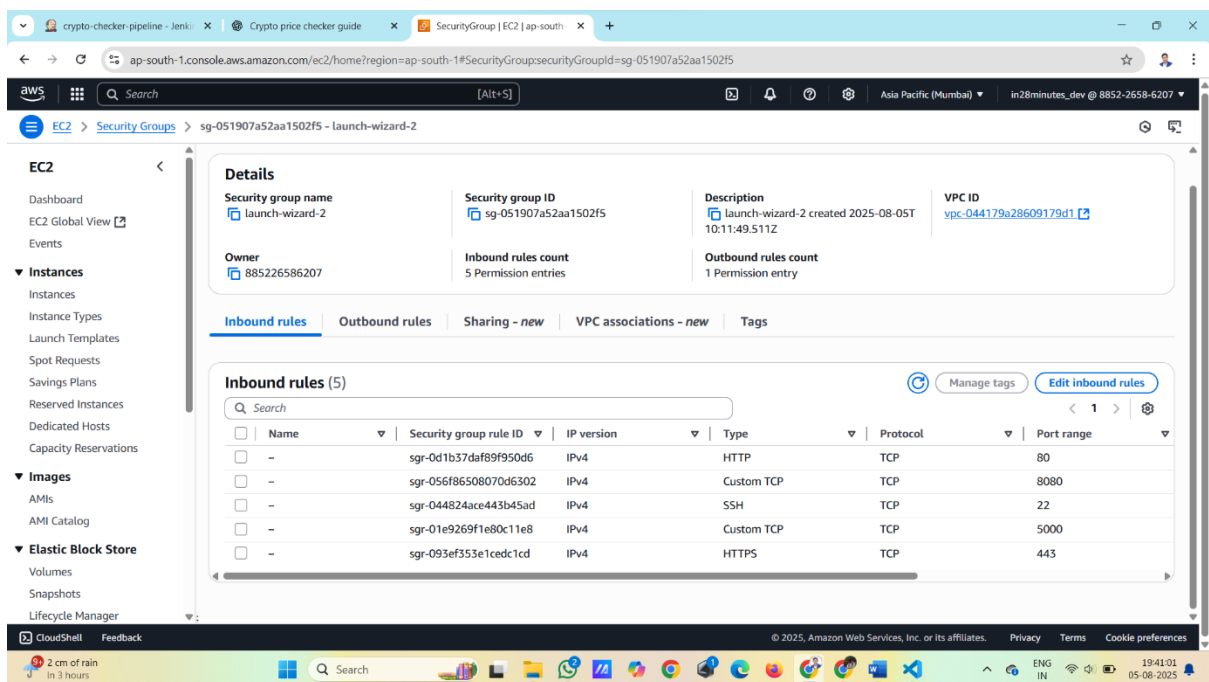 crypto-checker-pipeline - Jenki
Crypto price checker guide
SecurityGroup | EC2 | ap-south-
ap-south-1.console.aws.amazon.com/ec2/home?region=ap-south-1#SecurityGroup:securityGroupId=sg-051907a52aa1502f5
aws
Search
[Alt+S]
Asia Pacific (Mumbai)
in28minutes_dev @ 8852-2658-6207
EC2 > Security Groups > sg-051907a52aa1502f5 - launch-wizard-2
EC2
Dashboard
EC2 Global View
Events
Instances
Instances
Instance Types
Launch Templates
Spot Requests
Savings Plans
Reserved Instances
Dedicated Hosts
Capacity Reservations
Images
AMIs
AMI Catalog
Elastic Block Store
Volumes
Snapshots
Lifecycle Manager
Details
Security group name
launch-wizard-2
Security group ID
sg-051907a52aa1502f5
Description
launch-wizard-2 created 2025-08-05T
10:11:49.511Z
VPC ID
vpc-044179a28609179d1
Owner
885226586207
Inbound rules count
5 Permission entries
Outbound rules count
1 Permission entry
Inbound rules
Outbound rules
Sharing - new
VPC associations - new
Tags
Inbound rules (5)
Manage tags
Edit inbound rules
Search
1
Name Security group rule ID IP version Type Protocol Port range
– sgr-0d1b37daf89f950d6 IPv4 HTTP TCP 80
– sgr-056f86508070d6302 IPv4 Custom TCP TCP 8080
– sgr-044824ace443b45ad IPv4 SSH TCP 22
– sgr-01e9269f1e80c11e8 IPv4 Custom TCP TCP 5000
– sgr-093ef353e1cedc1cd IPv4 HTTPS TCP 443
CloudShell Feedback
© 2025, Amazon Web Services, Inc. or its affiliates. Privacy Terms Cookie preferences
9+
2 cm of rain
In 3 hours
Search
2
ENG
IN
19:41:01
05-08-2025